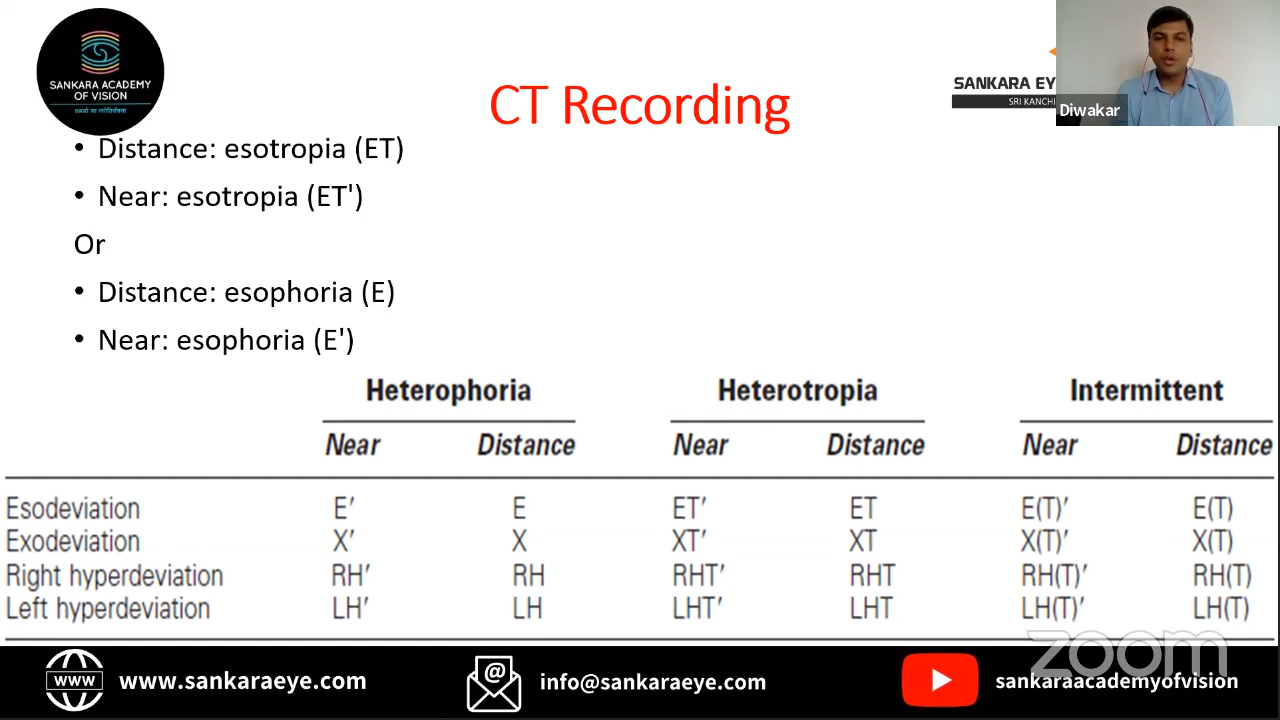 SANKARA ACADEMY
OF VISION
SANKARA EY
SRI KANCHI
Diwakar
CT Recording
• Distance: esotropia (ET)
• Near: esotropia (ET')
Or
• Distance: esophoria (E)
• Near: esophoria (E')
Heterophoria Heterotropia Intermittent
Near Distance Near Distance Near Distance
Esodeviation E′ E ET′ ET E(T)′ E(T)
Exodeviation X′ X XT′ XT X(T)′ X(T)
Right hyperdeviation RH′ RH RHT′ RHT RH(T)′ RH(T)
Left hyperdeviation LH′ LH LHT′ LHT LH(T)′ LH(T)
zoom
www www.sankaraeye.com @ info@sankaraeye.com sankaraacademyofvision